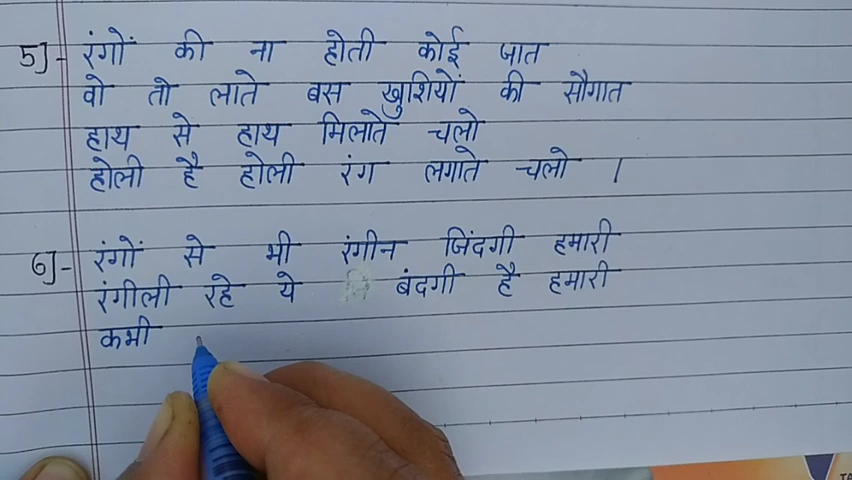 5]- रंगों की ना होती कोई जात
वो तो लाते बस खुशियों की सौगात
हाथ से हाथ मिलाते चलो
होली है होली रंग लगाते चलो ।
6]- रंगों से भी रंगीन जिंदगी हमारी
रंगीली रहे ये बंदगी है हमारी
कभी